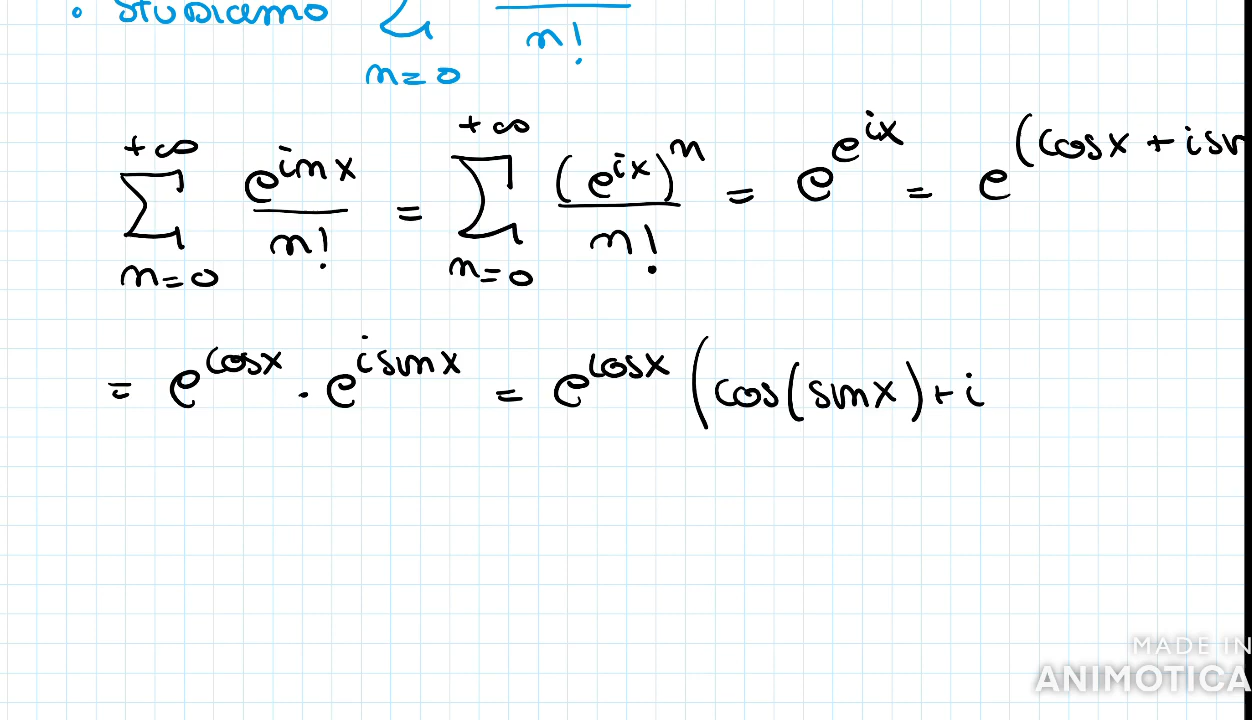 • studiamo ∑ n=0 n!
+∞ ∑ n=0 e^{inx} / n! = +∞ ∑ n=0 (e^{ix})^n / n! = e^{e^{ix}} = e^{(cosx + isin
= e^{cosx} · e^{isinx} = e^{cosx} (cos(sinx) + i
MADE IN
ANIMOTICA